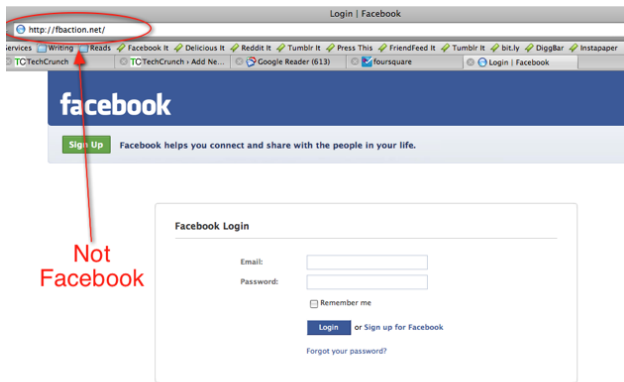 Login | Facebook
http://fbaction.net/
Services Writing Reads Facebook It Delicious It Reddit It Tumblr It Press This FriendFeed It Tumblr It bit.ly DiggBar Instapaper
TechCrunch TechCrunch › Add Ne... Google Reader (613) foursquare Login | Facebook
facebook
Sign Up Facebook helps you connect and share with the people in your life.
Facebook Login
Not
Facebook
Email:
Password:
Remember me
Login or Sign up for Facebook
Forgot your password?